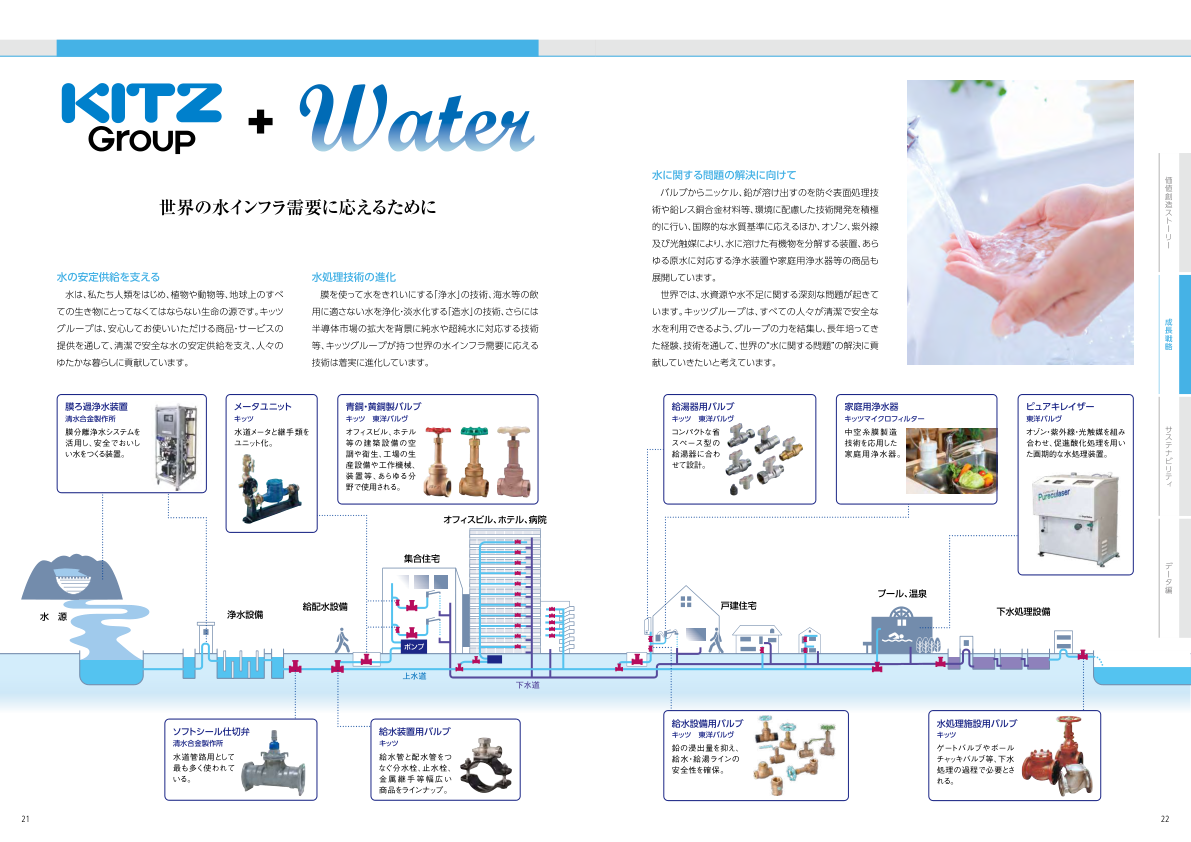 KITZ
Group
+
Water
世界の水インフラ需要に応えるために
水の安定供給を支える
水は、私たち人類をはじめ、植物や動物等、地球上のすべ
ての生き物にとってなくてはならない生命の源です。キッツ
グループは、安心してお使いいただける商品・サービスの
提供を通して、清潔で安全な水の安定供給を支え、人々の
ゆたかな暮らしに貢献しています。
水処理技術の進化
膜を使って水をきれいにする「浄水」の技術、海水等の飲
用に適さない水を浄化・淡水化する「造水」の技術、さらには
半導体市場の拡大を背景に純水や超純水に対応する技術
等、キッツグループが持つ世界の水インフラ需要に応える
技術は着実に進化しています。
水に関する問題の解決に向けて
バルブからニッケル、鉛が溶け出すのを防ぐ表面処理技
術や鉛レス銅合金材料等、環境に配慮した技術開発を積極
的に行い、国際的な水質基準に応えるほか、オゾン、紫外線
及び光触媒により、水に溶けた有機物を分解する装置、あら
ゆる原水に対応する浄水装置や家庭用浄水器等の商品も
展開しています。
世界では、水資源や水不足に関する深刻な問題が起きて
います。キッツグループは、すべての人々が清潔で安全な
水を利用できるよう、グループの力を結集し、長年培ってき
た経験、技術を通して、世界の“水に関する問題”の解決に貢
献していきたいと考えています。
価値創造ストーリー
成長戦略
サステナビリティ
データ編
膜ろ過浄水装置
清水合金製作所
膜分離浄水システムを
活用し、安全でおいし
い水をつくる装置。
メータユニット
キッツ
水道メータと継手類を
ユニット化。
青銅・黄銅製バルブ
キッツ 東洋バルヴ
オフィスビル、ホテル
等の建築設備の空
調や衛生、工場の生
産設備や工作機械、
装置等、あらゆる分
野で使用される。
給湯器用バルブ
キッツ 東洋バルヴ
コンパクトな省
スペース型の
給湯器に合わ
せて設計。
家庭用浄水器
キッツマイクロフィルター
中空糸膜製造
技術を応用した
家庭用浄水器。
ピュアキレイザー
東洋バルヴ
オゾン・紫外線・光触媒を組み
合わせ、促進酸化処理を用い
た画期的な水処理装置。
Pureculaser
オフィスビル、ホテル、病院
集合住宅
水 源
浄水設備
給配水設備
ポンプ
上水道
下水道
戸建住宅
プール、温泉
下水処理設備
ソフトシール仕切弁
清水合金製作所
水道管路用として
最も多く使われて
いる。
給水装置用バルブ
キッツ
給水管と配水管をつ
なぐ分水栓、止水栓、
金属継手等幅広い
商品をラインナップ。
給水設備用バルブ
キッツ 東洋バルヴ
鉛の浸出量を抑え、
給水・給湯ラインの
安全性を確保。
水処理施設用バルブ
キッツ
ゲートバルブやボール
チャッキバルブ等、下水
処理の過程で必要とさ
れる。
21
22